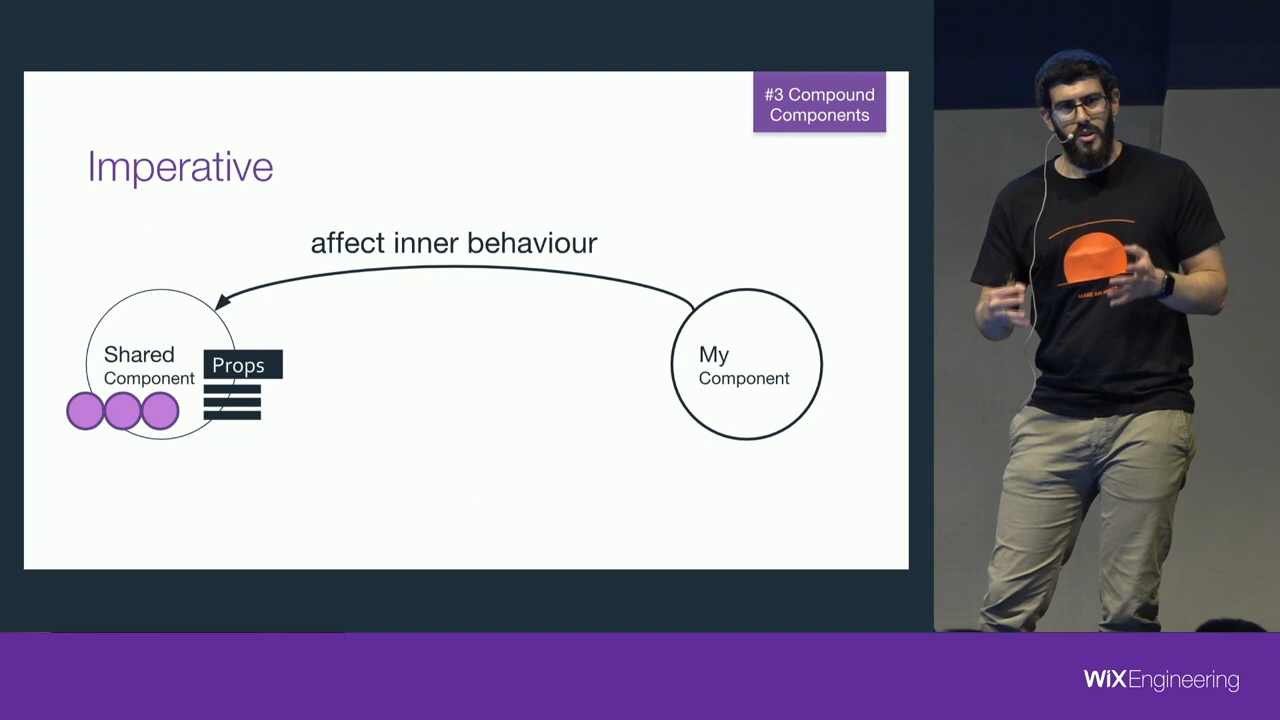 #3 Compound
Components
Imperative
affect inner behaviour
Shared
Component
Props
My
Component
WiXEngineering